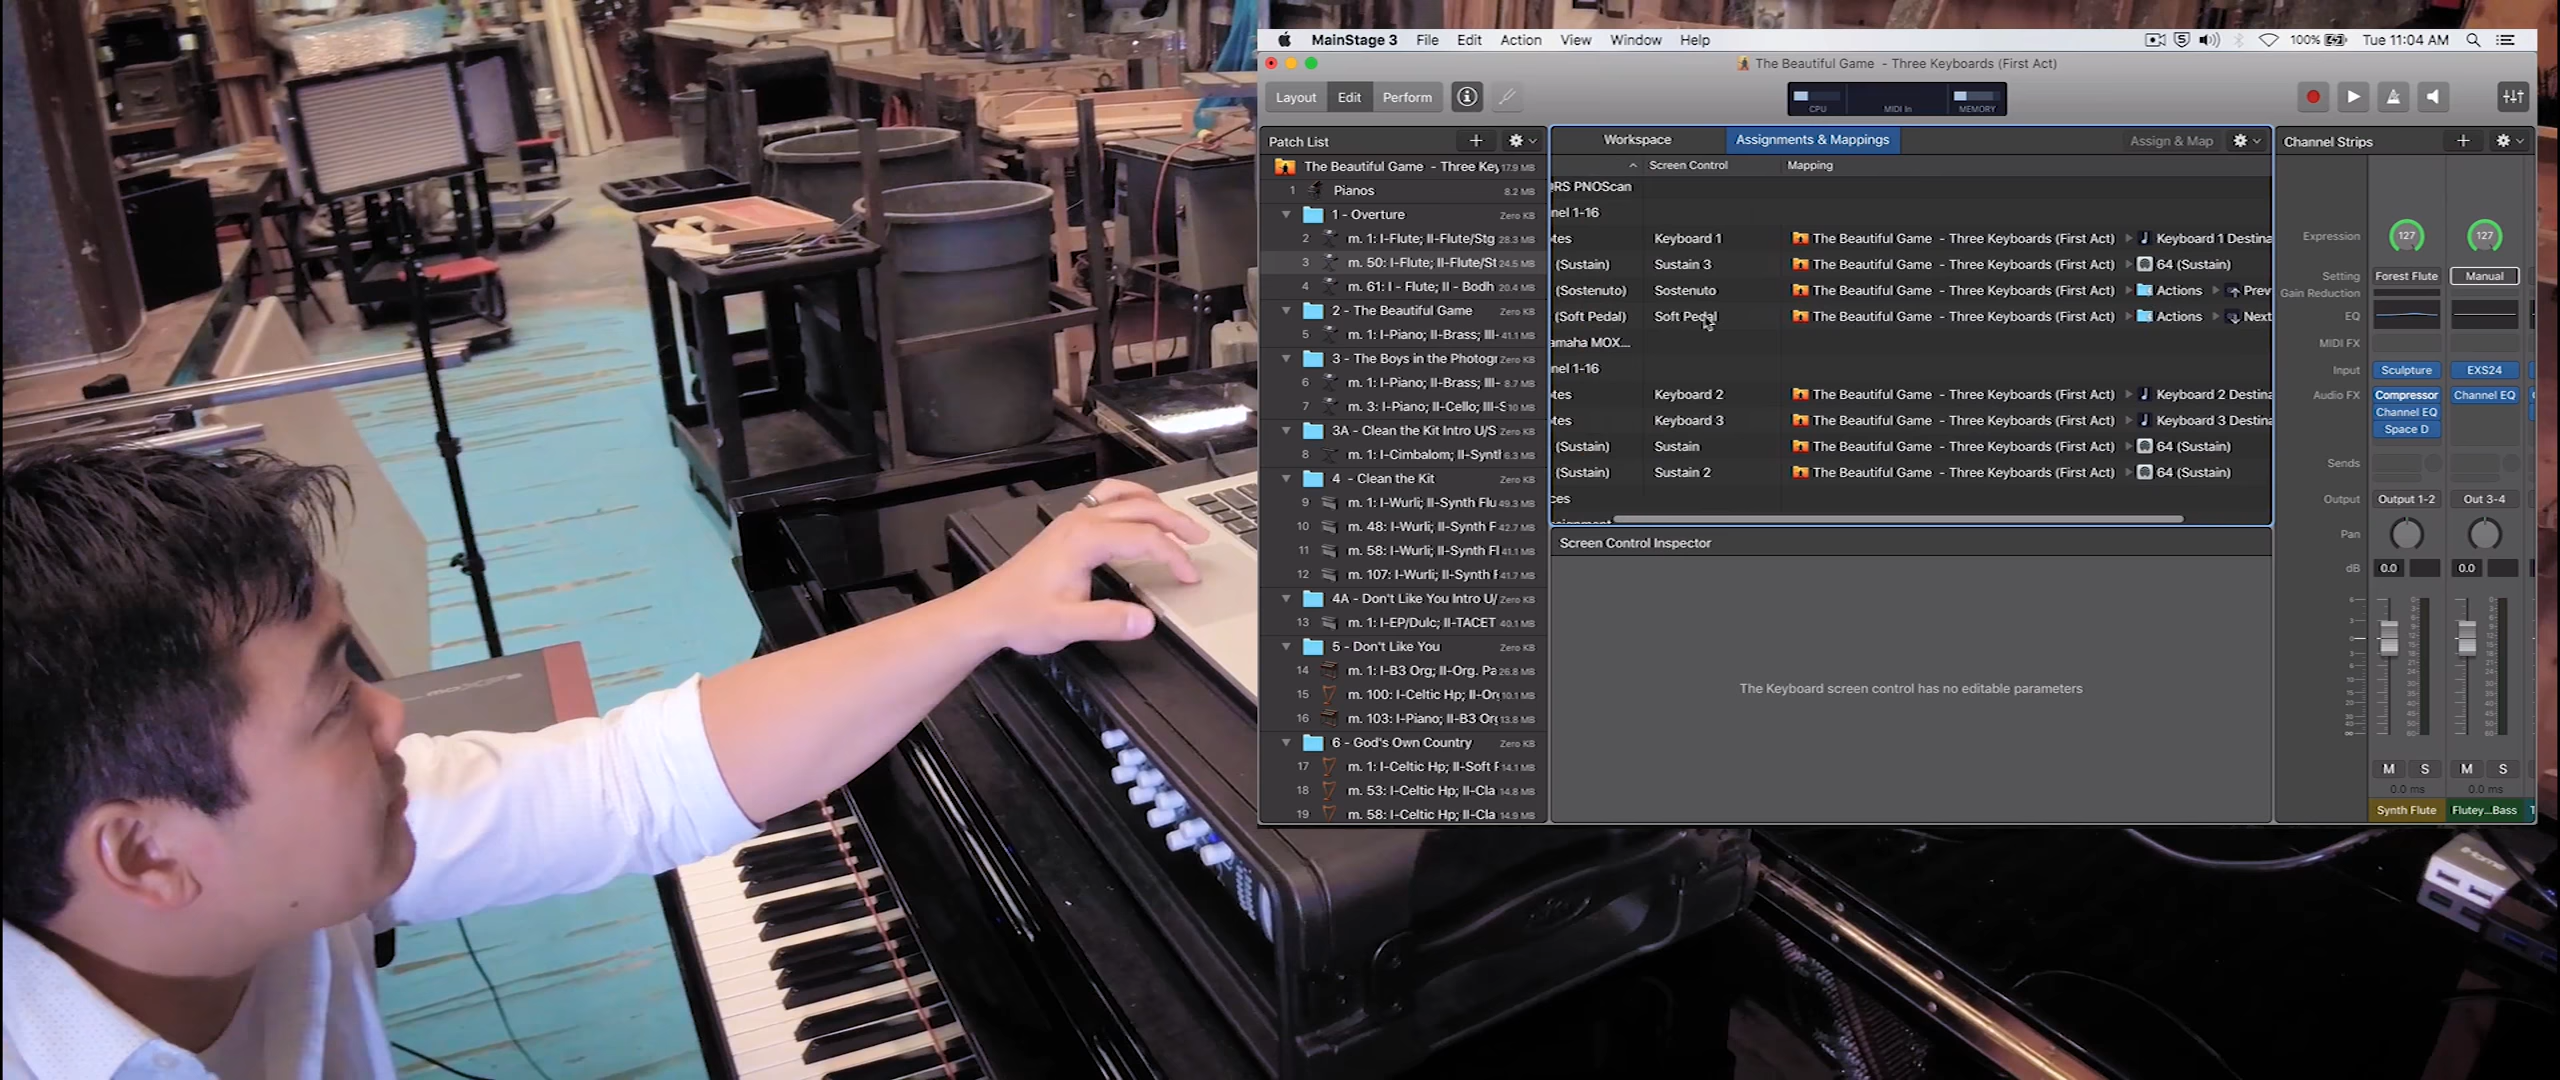 MainStage 3 File Edit Action View Window Help
100% Tue 11:04 AM
The Beautiful Game - Three Keyboards (First Act)
Layout Edit Perform
CPU MIDI In MEMORY
Patch List
The Beautiful Game - Three Key 17.9 MB
1 Pianos 8.2 MB
1 - Overture Zero KB
2 m. 1: I-Flute; II-Flute/Stg 28.3 MB
3 m. 50: I-Flute; II-Flute/St 24.5 MB
4 m. 61: I - Flute; II - Bodh 20.4 MB
2 - The Beautiful Game Zero KB
5 m. 1: I-Piano; II-Brass; III- 41.1 MB
3 - The Boys in the Photogr Zero KB
6 m. 1: I-Piano; II-Brass; III- 8.7 MB
7 m. 3: I-Piano; II-Cello; III-S 10 MB
3A - Clean the Kit Intro U/S Zero KB
8 m. 1: I-Cimbalom; II-Synth 6.3 MB
4 - Clean the Kit Zero KB
9 m. 1: I-Wurli; II-Synth Flu 49.3 MB
10 m. 48: I-Wurli; II-Synth F 42.7 MB
11 m. 58: I-Wurli; II-Synth Fl 41.1 MB
12 m. 107: I-Wurli; II-Synth F 41.7 MB
4A - Don't Like You Intro U/ Zero KB
13 m. 1: I-EP/Dulc; II-TACET 40.1 MB
5 - Don't Like You Zero KB
14 m. 1: I-B3 Org; II-Org. Pa 26.8 MB
15 m. 100: I-Celtic Hp; II-Or 10.1 MB
16 m. 103: I-Piano; II-B3 Org 13.8 MB
6 - God's Own Country Zero KB
17 m. 1: I-Celtic Hp; II-Soft F 14.1 MB
18 m. 53: I-Celtic Hp; II-Cla 14.8 MB
19 m. 58: I-Celtic Hp; II-Cla 14.9 MB
Workspace Assignments & Mappings Assign & Map
Screen Control Mapping
RS PNOScan
nel 1-16
tes Keyboard 1 The Beautiful Game - Three Keyboards (First Act) Keyboard 1 Destina
(Sustain) Sustain 3 The Beautiful Game - Three Keyboards (First Act) 64 (Sustain)
(Sostenuto) Sostenuto The Beautiful Game - Three Keyboards (First Act) Actions Prev
(Soft Pedal) Soft Pedal The Beautiful Game - Three Keyboards (First Act) Actions Next
amaha MOX...
nel 1-16
tes Keyboard 2 The Beautiful Game - Three Keyboards (First Act) Keyboard 2 Destina
tes Keyboard 3 The Beautiful Game - Three Keyboards (First Act) Keyboard 3 Destina
(Sustain) Sustain The Beautiful Game - Three Keyboards (First Act) 64 (Sustain)
(Sustain) Sustain 2 The Beautiful Game - Three Keyboards (First Act) 64 (Sustain)
ces
Screen Control Inspector
The Keyboard screen control has no editable parameters
Channel Strips
Expression 127 127
Setting Forest Flute Manual
Gain Reduction
EQ
MIDI FX
Input Sculpture EXS24
Audio FX Compressor Channel EQ
Channel EQ
Space D
Sends
Output Output 1-2 Out 3-4
Pan
dB 0.0 0.0
M S M S
0.0 ms 0.0 ms
Synth Flute Flutey...Bass
iHome